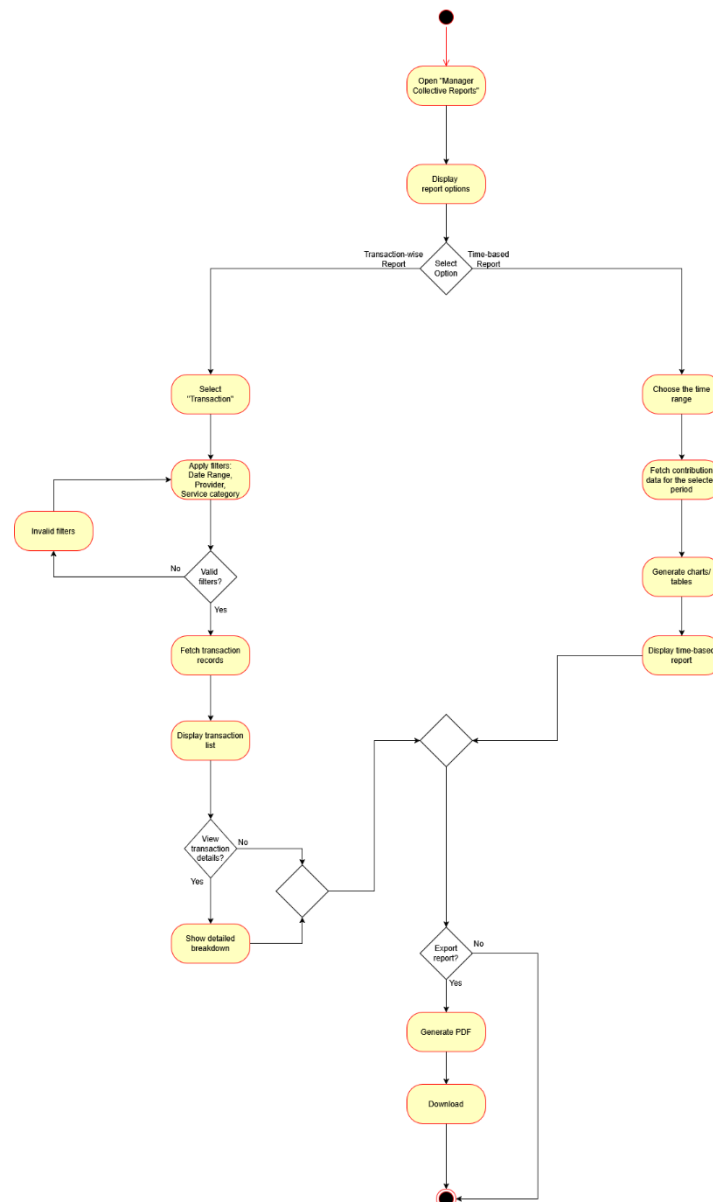 Open "Manager
Collective Reports"
Display
report options
Transaction-wise
Report
Select
Option
Time-based
Report
Select
"Transaction"
Choose the time
range
Apply filters:
Date Range,
Provider,
Service category
Fetch contribution
data for the selected
period
Invalid filters
No
Valid
filters?
Yes
Generate charts/
tables
Fetch transaction
records
Display time-based
report
Display transaction
list
View
transaction
details?
No
Yes
Show detailed
breakdown
Export
report?
No
Yes
Generate PDF
Download